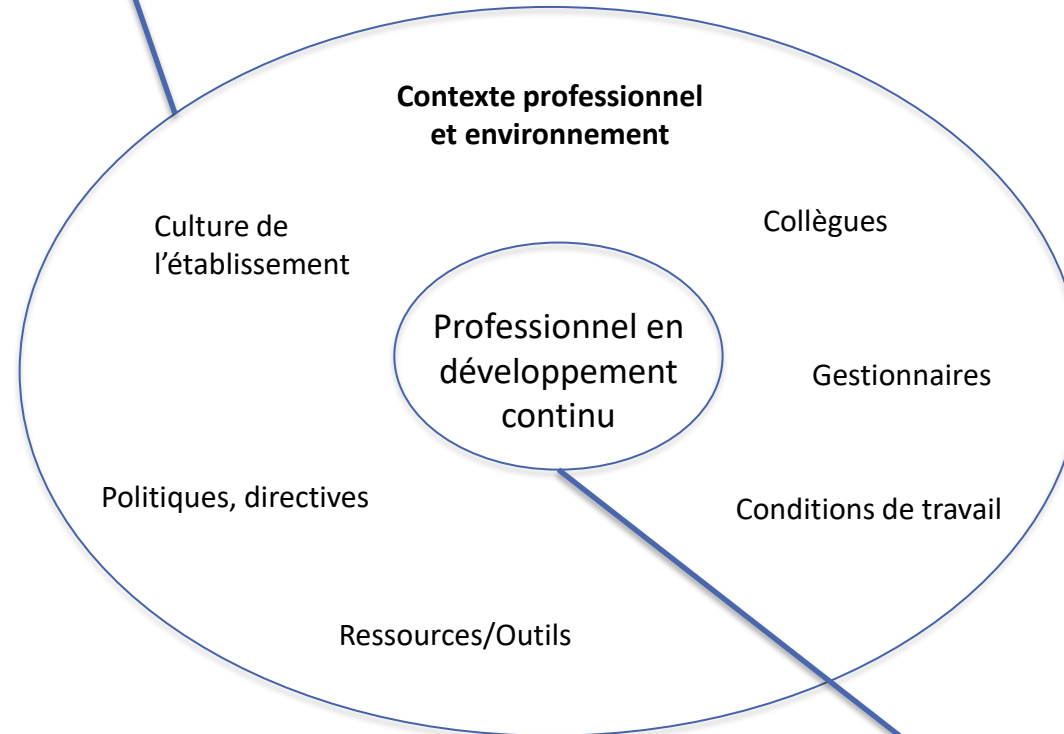 Contexte professionnel
et environnement
Culture de
l’établissement
Collègues
Professionnel en
développement
continu
Gestionnaires
Politiques, directives
Conditions de travail
Ressources/Outils